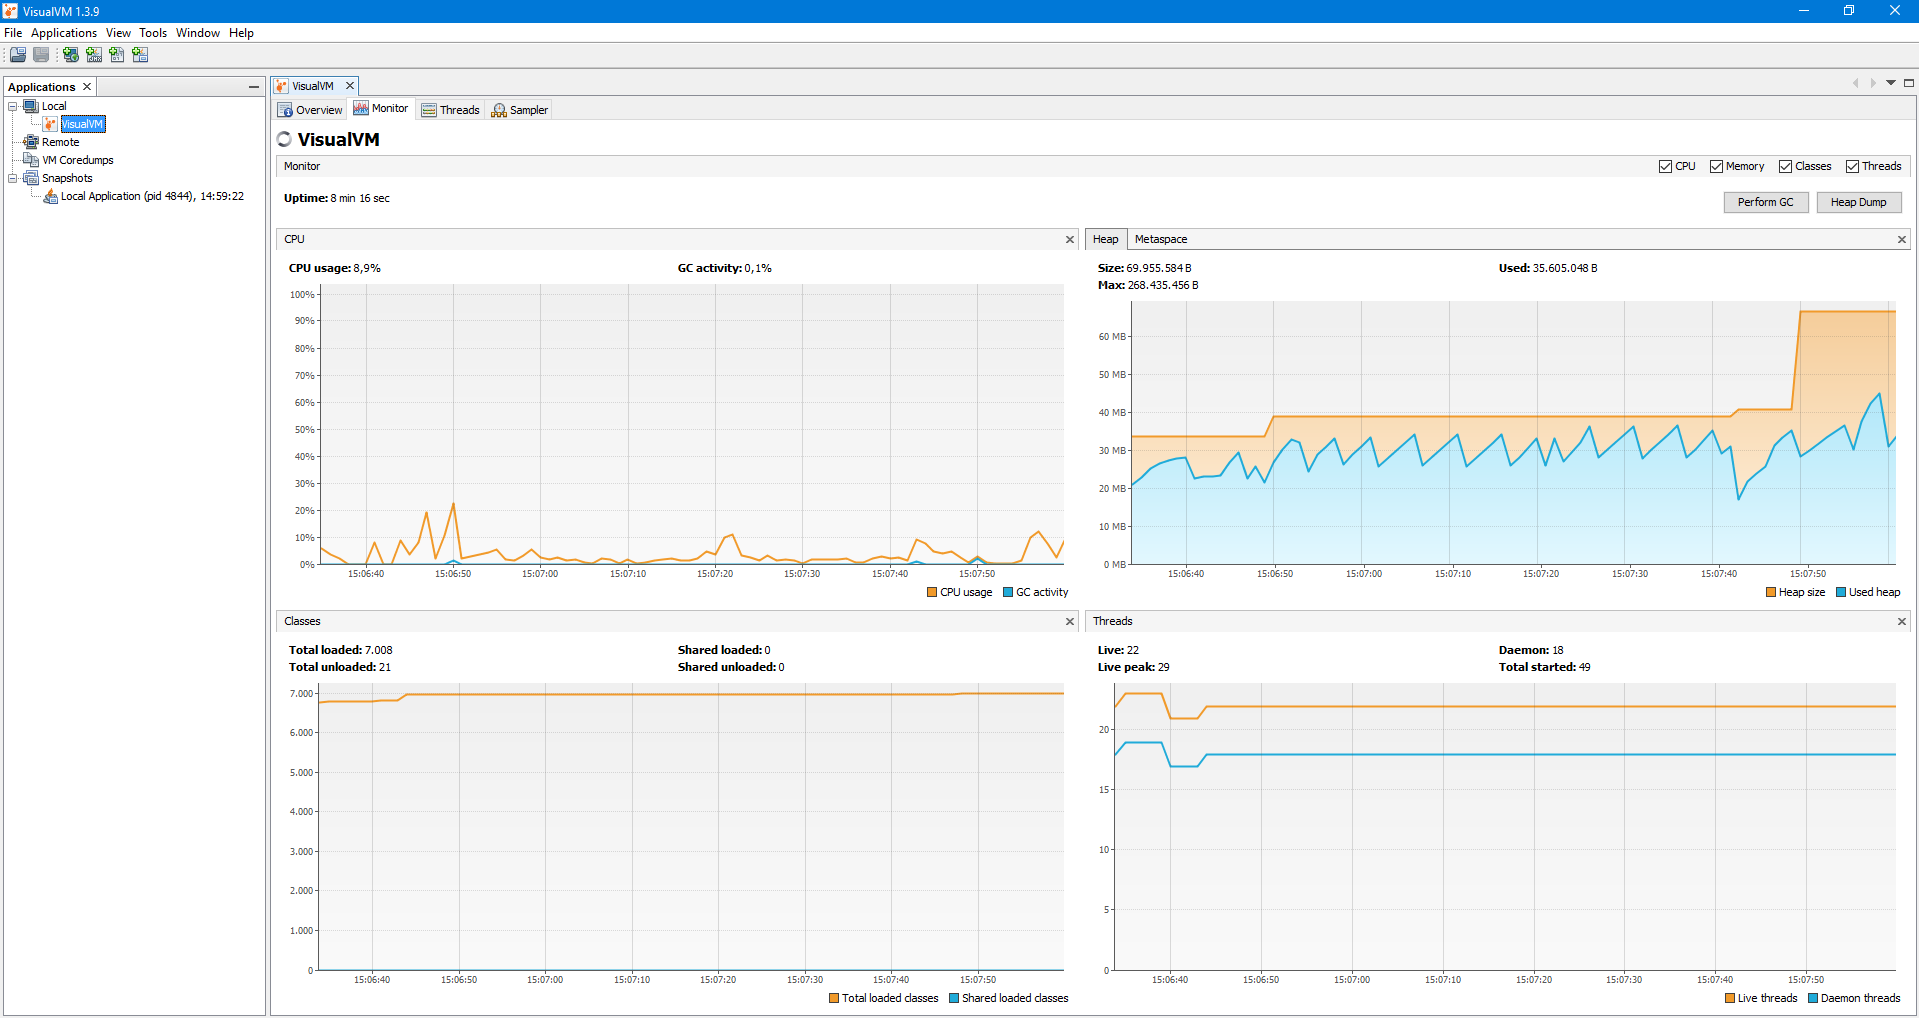 VisualVM 1.3.9
File Applications View Tools Window Help
Applications
Local
VisualVM
Remote
VM Coredumps
Snapshots
Local Application (pid 4844), 14:59:22
VisualVM
Overview Monitor Threads Sampler
VisualVM
Monitor CPU Memory Classes Threads
Uptime: 8 min 16 sec Perform GC Heap Dump
CPU
CPU usage: 8,9% GC activity: 0,1%
100%
90%
80%
70%
60%
50%
40%
30%
20%
10%
0%
15:06:40 15:06:50 15:07:00 15:07:10 15:07:20 15:07:30 15:07:40 15:07:50
CPU usage GC activity
Heap Metaspace
Size: 69.955.584 B Used: 35.605.048 B
Max: 268.435.456 B
60 MB
50 MB
40 MB
30 MB
20 MB
10 MB
0 MB
15:06:40 15:06:50 15:07:00 15:07:10 15:07:20 15:07:30 15:07:40 15:07:50
Heap size Used heap
Classes
Total loaded: 7.008 Shared loaded: 0
Total unloaded: 21 Shared unloaded: 0
7.000
6.000
5.000
4.000
3.000
2.000
1.000
0
15:06:40 15:06:50 15:07:00 15:07:10 15:07:20 15:07:30 15:07:40 15:07:50
Total loaded classes Shared loaded classes
Threads
Live: 22 Daemon: 18
Live peak: 29 Total started: 49
20
15
10
5
0
15:06:40 15:06:50 15:07:00 15:07:10 15:07:20 15:07:30 15:07:40 15:07:50
Live threads Daemon threads